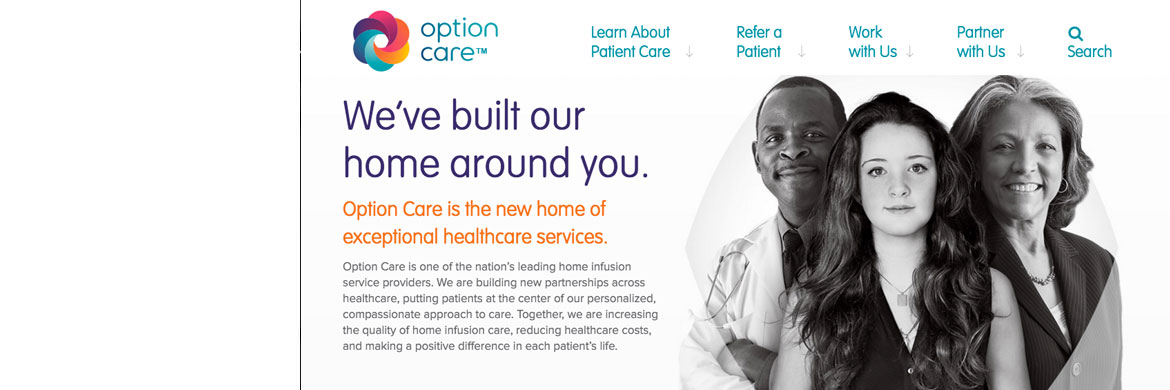 option
care™
Learn About
Patient Care ↓
Refer a
Patient ↓
Work
with Us ↓
Partner
with Us ↓
Search
We've built our
home around you.
Option Care is the new home of
exceptional healthcare services.
Option Care is one of the nation's leading home infusion
service providers. We are building new partnerships across
healthcare, putting patients at the center of our personalized,
compassionate approach to care. Together, we are increasing
the quality of home infusion care, reducing healthcare costs,
and making a positive difference in each patient's life.